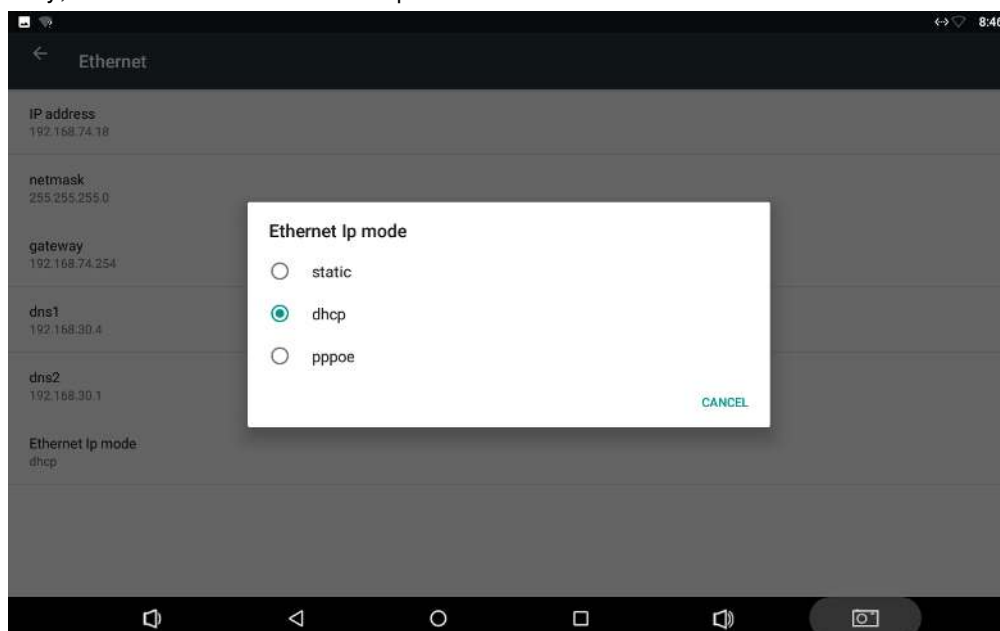 8:46
Ethernet
IP address
192.168.74.18
netmask
255.255.255.0
gateway
192.168.74.254
dns1
192.168.30.4
dns2
192.168.30.1
Ethernet Ip mode
dhcp
Ethernet Ip mode
static
dhcp
pppoe
CANCEL